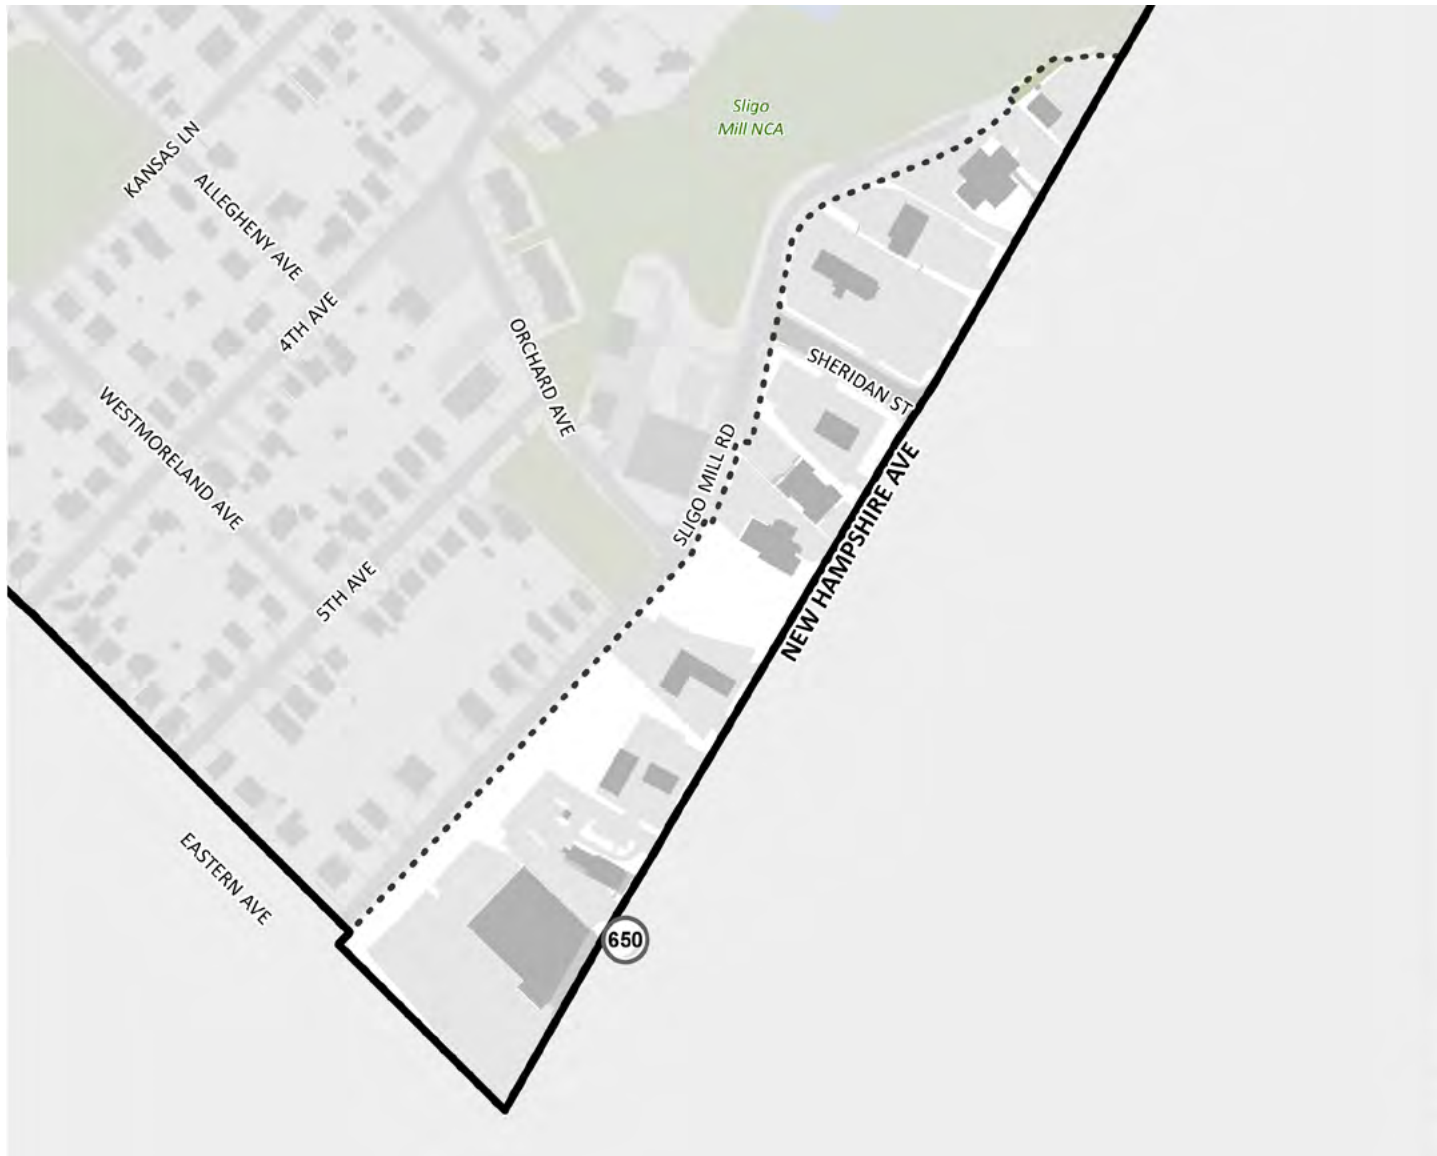 Sligo
Mill NCA
KANSAS LN
ALLEGHENY AVE
4TH AVE
ORCHARD AVE
SHERIDAN ST
WESTMORELAND AVE
SLIGO MILL RD
NEW HAMPSHIRE AVE
5TH AVE
EASTERN AVE
650